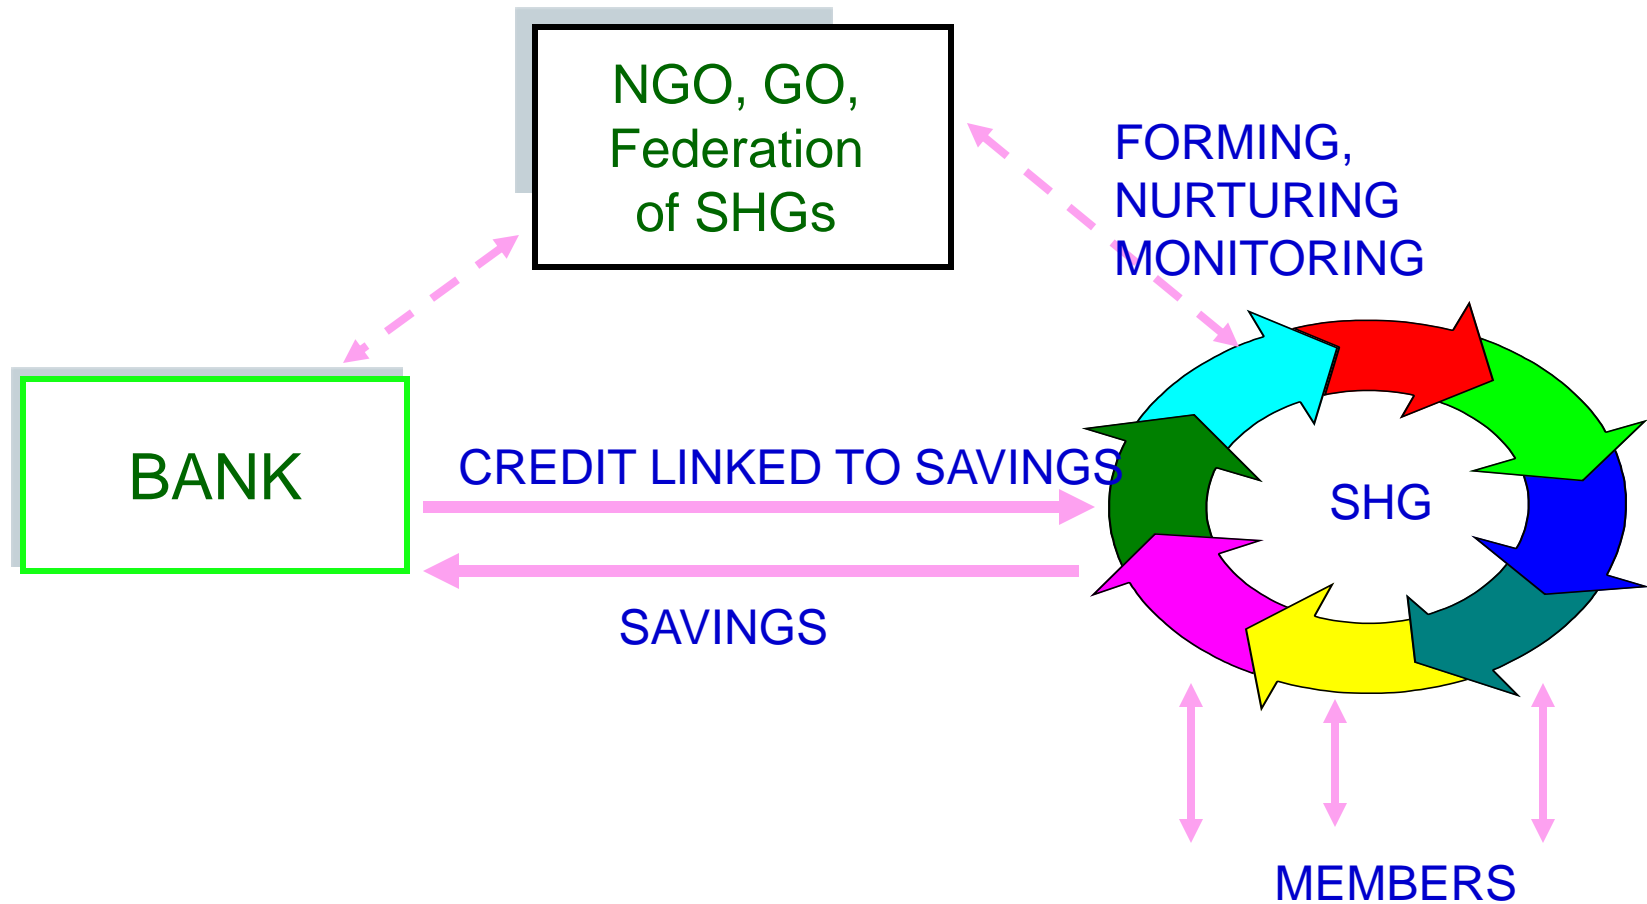 NGO, GO,
Federation
of SHGs
FORMING,
NURTURING
MONITORING
BANK
CREDIT LINKED TO SAVINGS
SHG
SAVINGS
MEMBERS